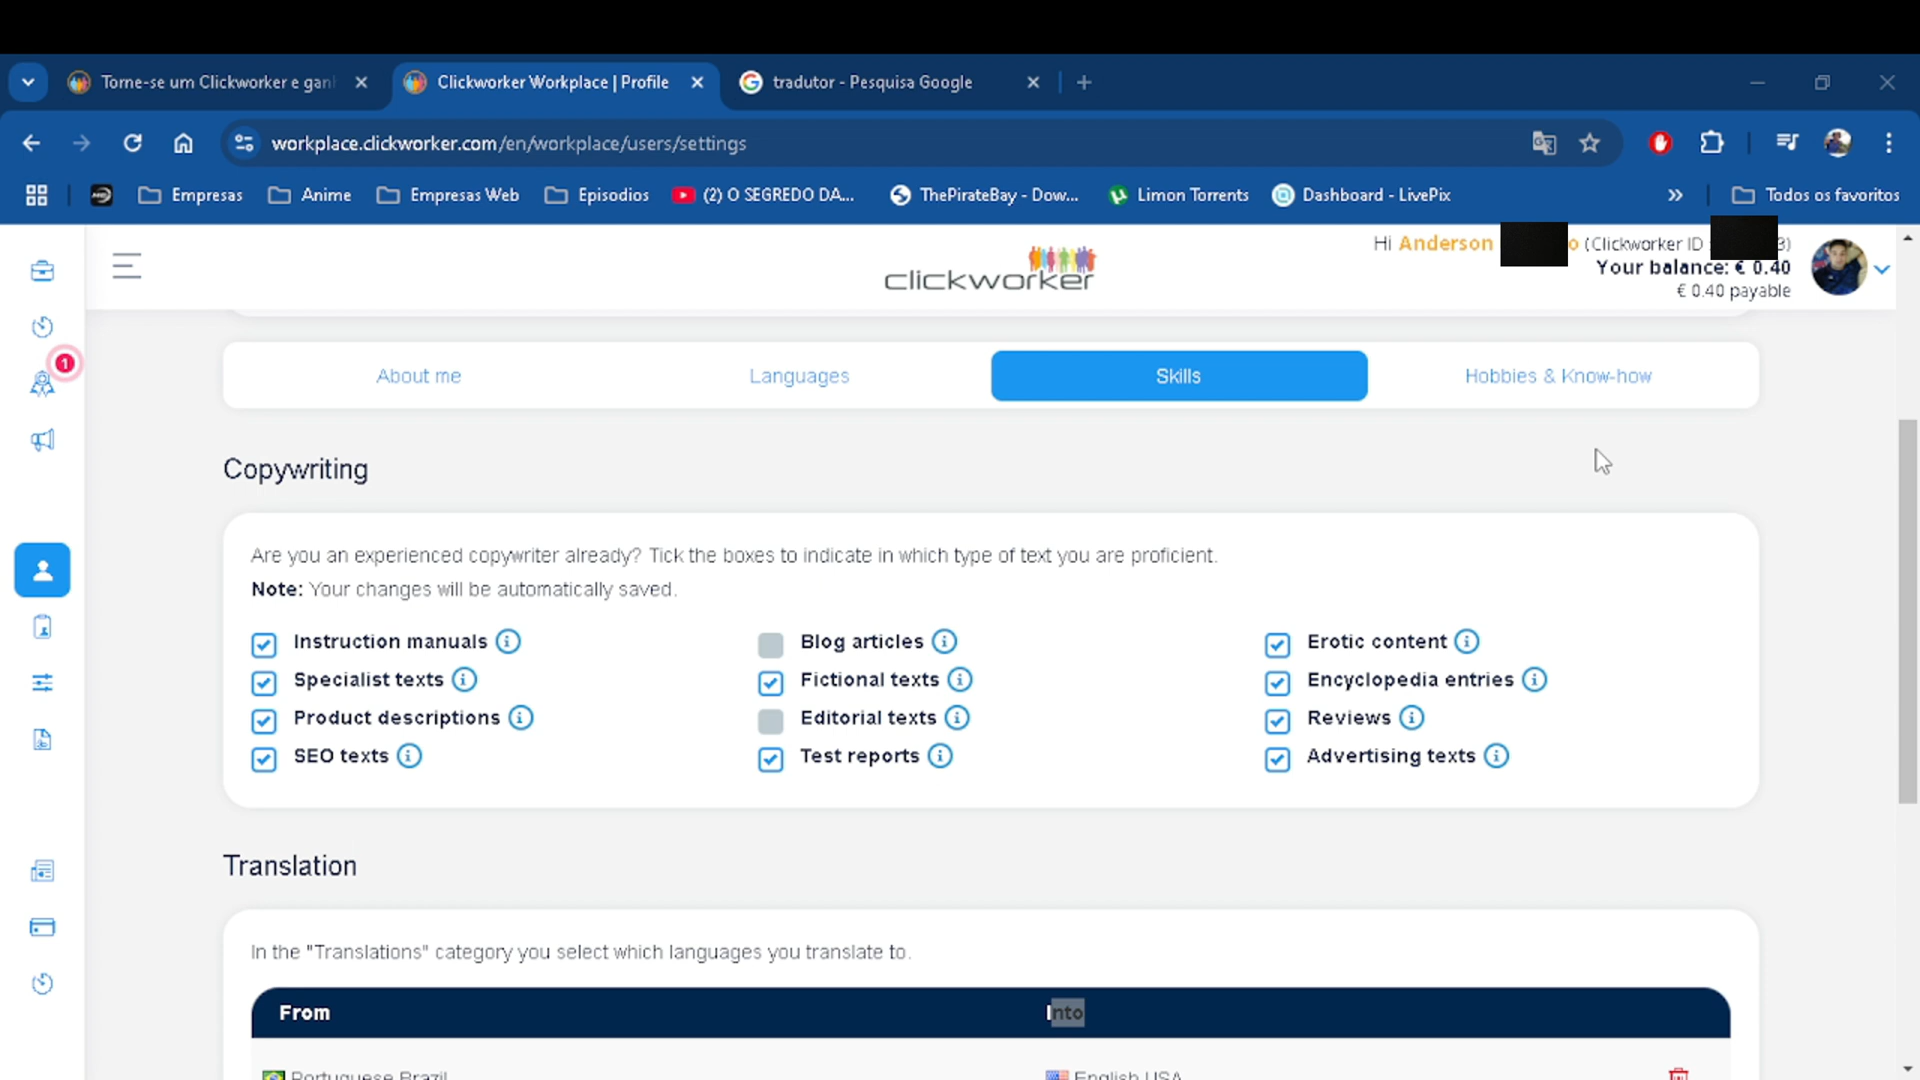 Torne-se um Clickworker e gan
Clickworker Workplace | Profile
tradutor - Pesquisa Google
workplace.clickworker.com/en/workplace/users/settings
Empresas
Anime
Empresas Web
Episodios
(2) O SEGREDO DA...
ThePirateBay - Dow...
Limon Torrents
Dashboard - LivePix
Todos os favoritos
Hi Anderson o (Clickworker ID 3)
Your balance: € 0.40
€ 0.40 payable
clickworker
1
About me
Languages
Skills
Hobbies & Know-how
Copywriting
Are you an experienced copywriter already? Tick the boxes to indicate in which type of text you are proficient.
Note: Your changes will be automatically saved.
Instruction manuals
Blog articles
Erotic content
Specialist texts
Fictional texts
Encyclopedia entries
Product descriptions
Editorial texts
Reviews
SEO texts
Test reports
Advertising texts
Translation
In the "Translations" category you select which languages you translate to.
From
Into
Portuguese Brazil
English USA